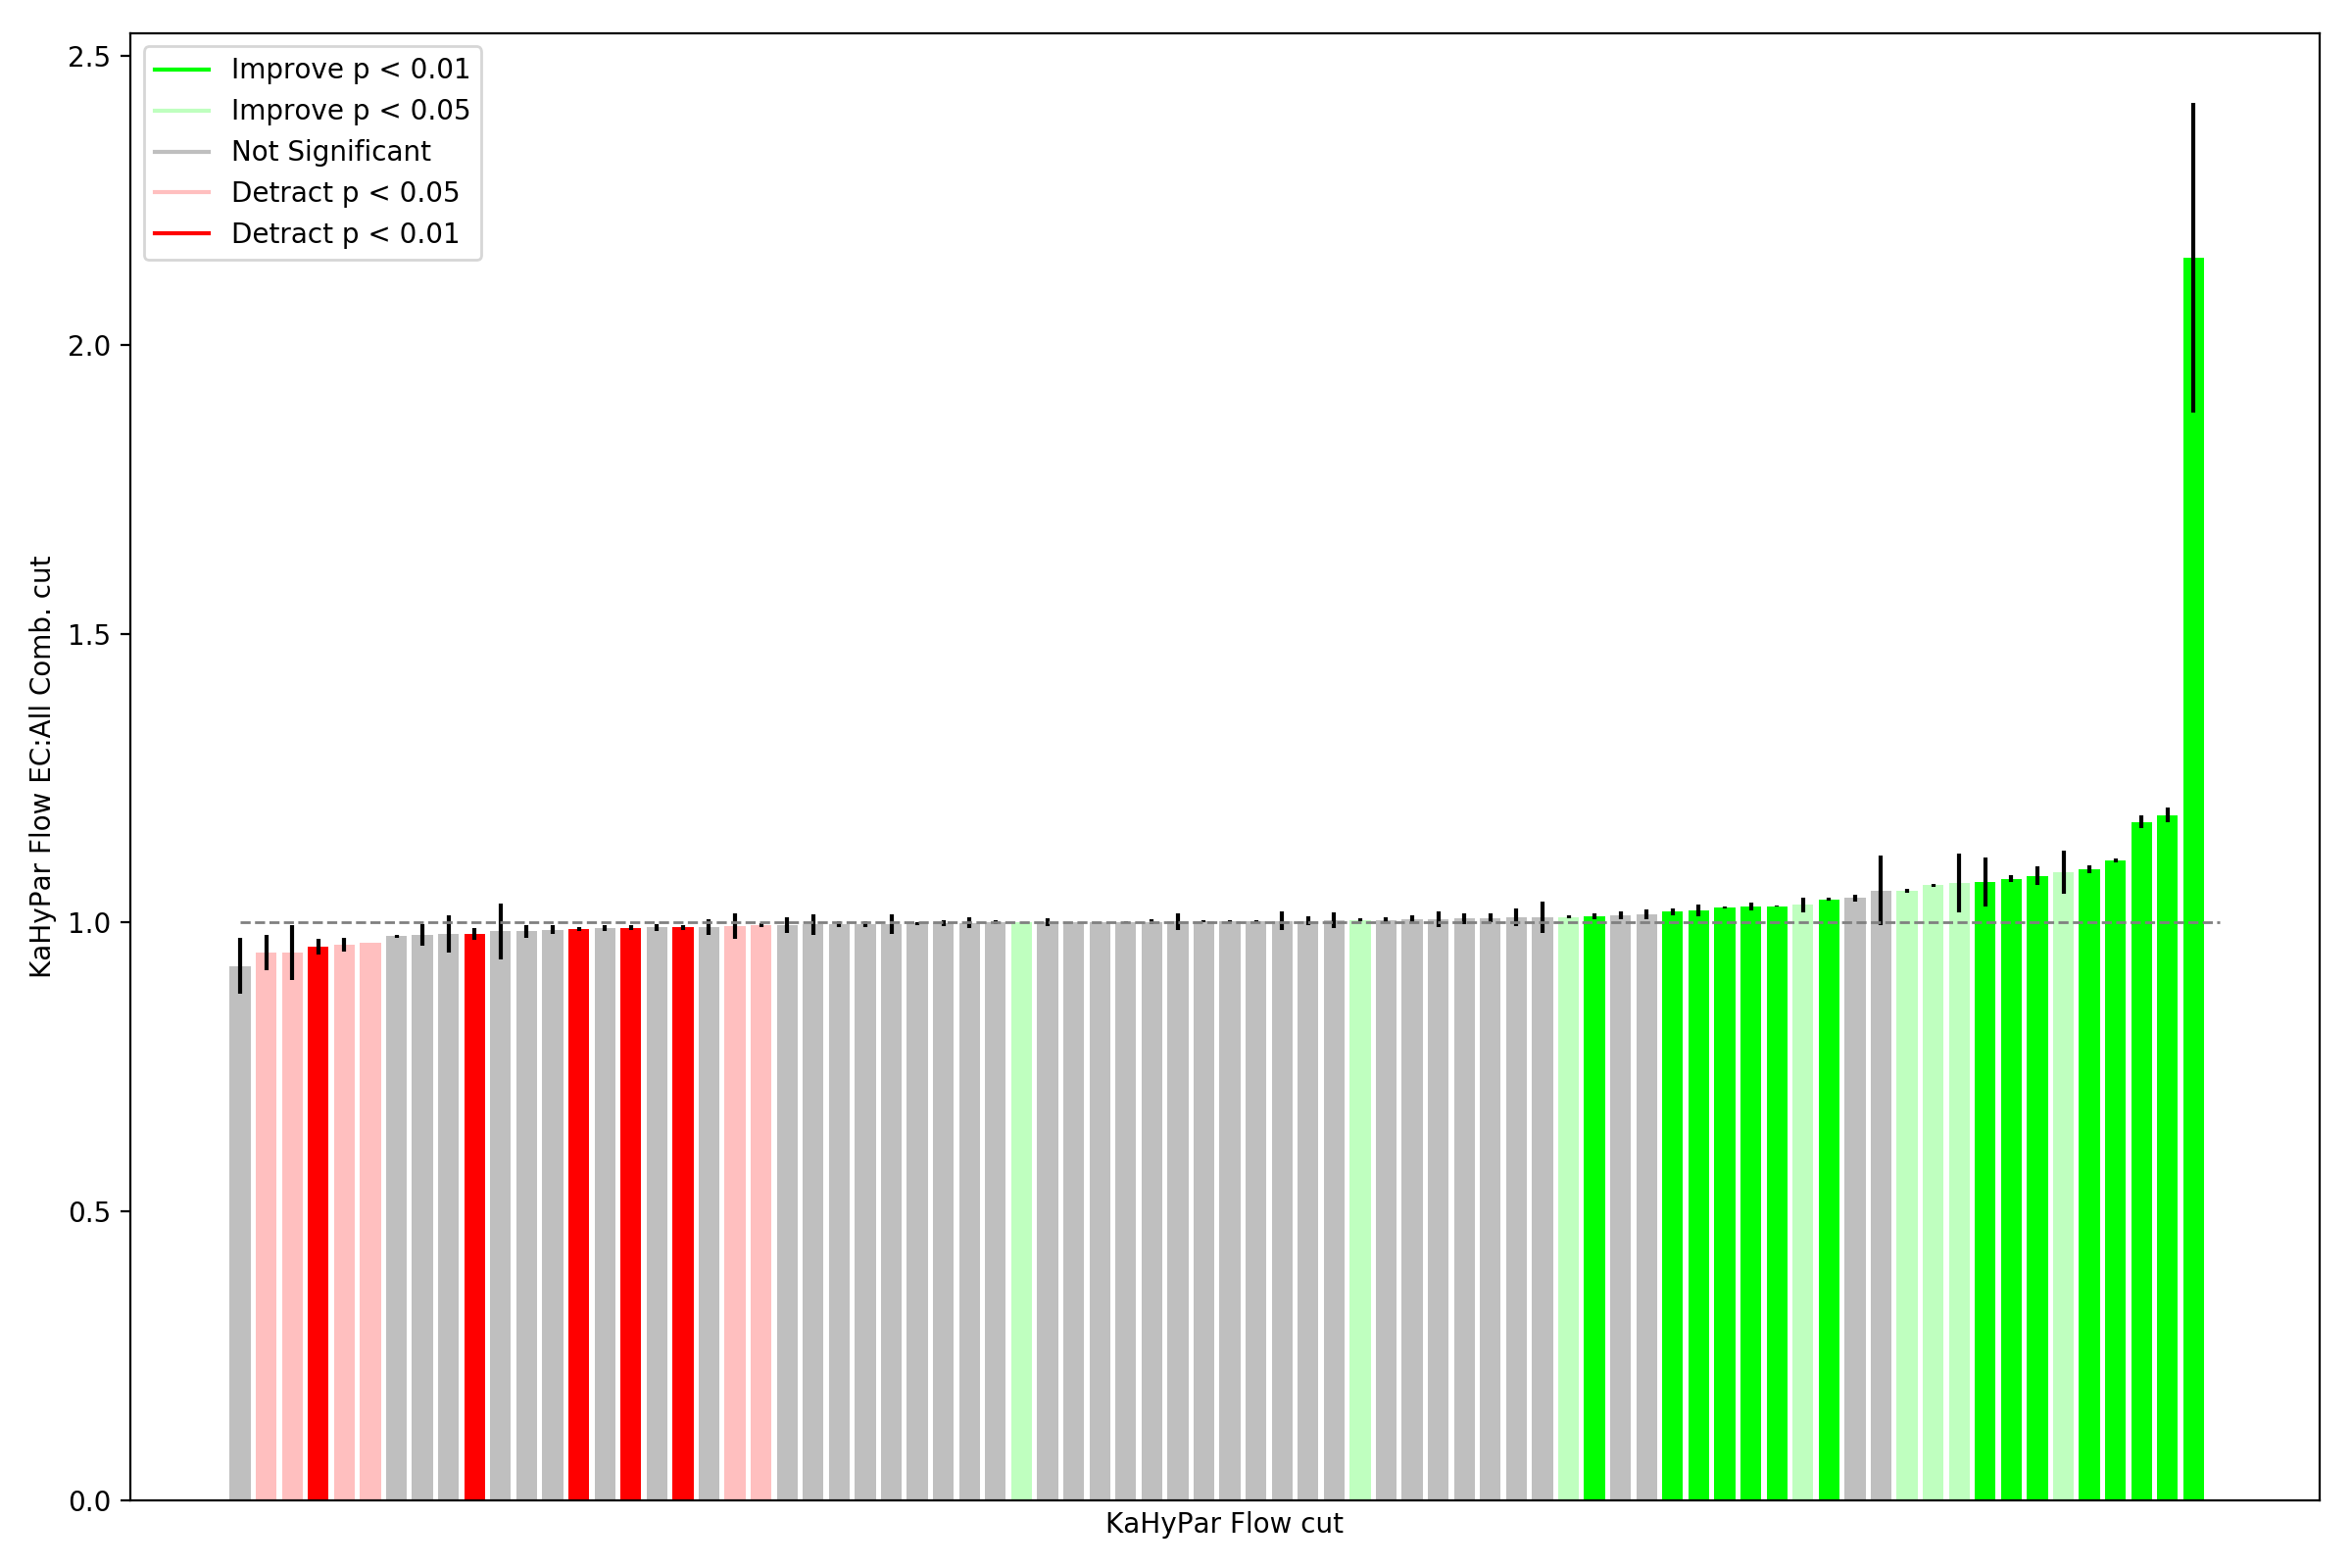 2.5
2.0
1.5
1.0
0.5
0.0
KaHyPar Flow EC:All Comb. cut
KaHyPar Flow cut
Improve p < 0.01
Improve p < 0.05
Not Significant
Detract p < 0.05
Detract p < 0.01